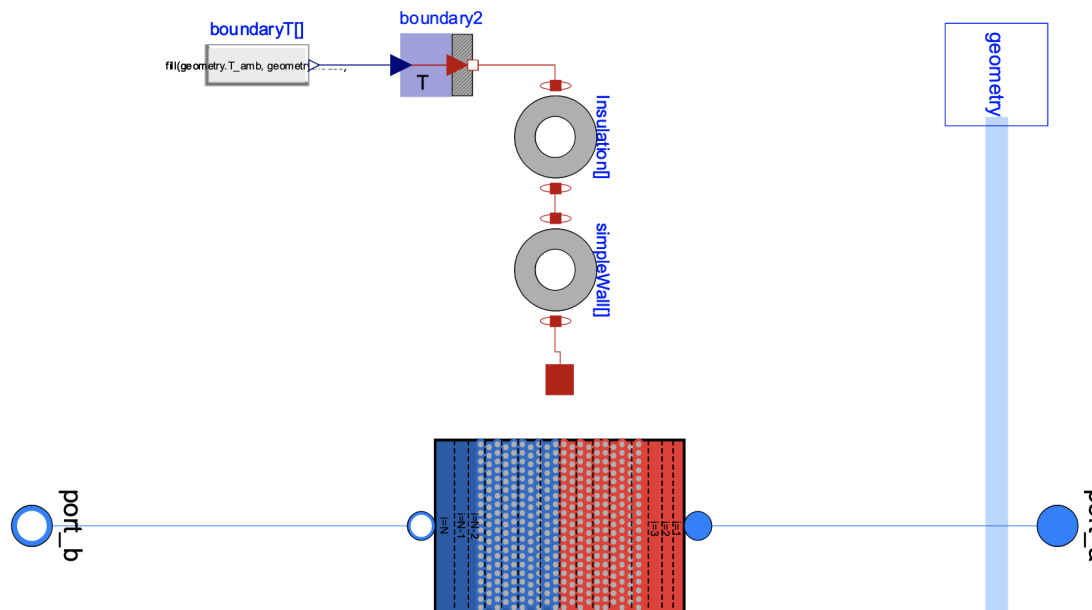 boundary2
boundaryT[]
fill(geometry.T_amb, geometr
T
geometry
Insulation[]
simpleWall[]
port_b
i=N
i=N-1
i=N-2
i=3
i=2
i=1